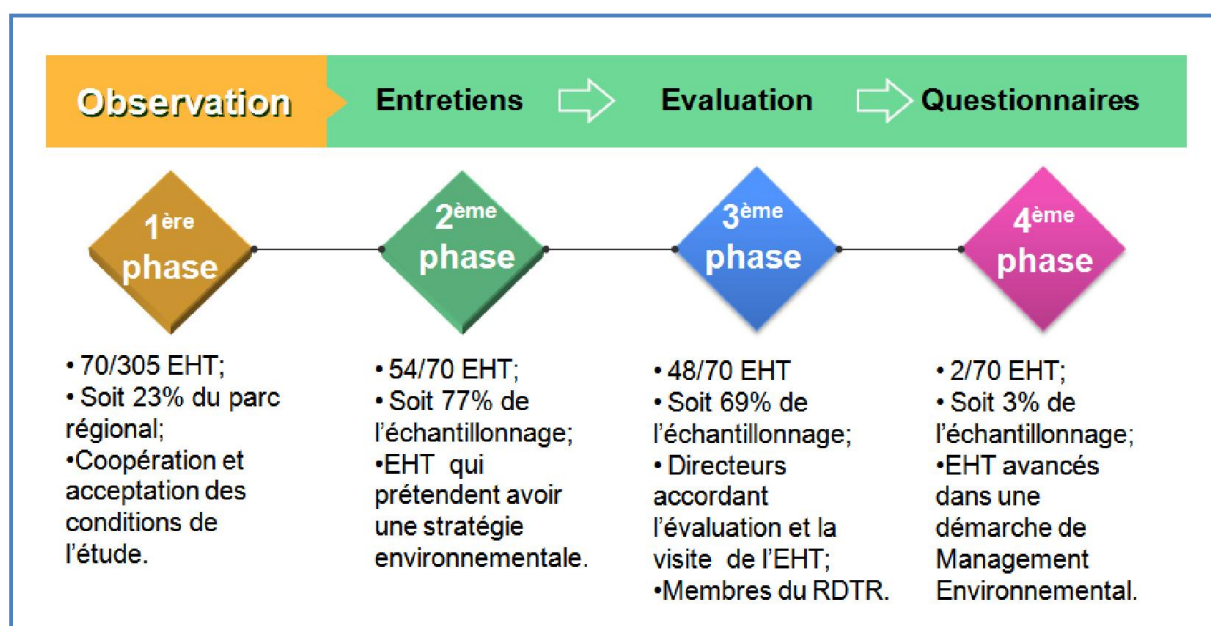 Observation
Entretiens
Evaluation
Questionnaires
1ère
phase
2ème
phase
3ème
phase
4ème
phase
• 70/305 EHT;
• Soit 23% du parc
régional;
•Coopération et
acceptation des
conditions de
l'étude.
• 54/70 EHT;
• Soit 77% de
l'échantillonnage;
•EHT qui
prétendent avoir
une stratégie
environnementale.
• 48/70 EHT
• Soit 69% de
l'échantillonnage;
• Directeurs
accordant
l'évaluation et la
visite de l'EHT;
•Membres du RDTR.
• 2/70 EHT;
• Soit 3% de
l'échantillonnage;
•EHT avancés
dans une
démarche de
Management
Environnemental.